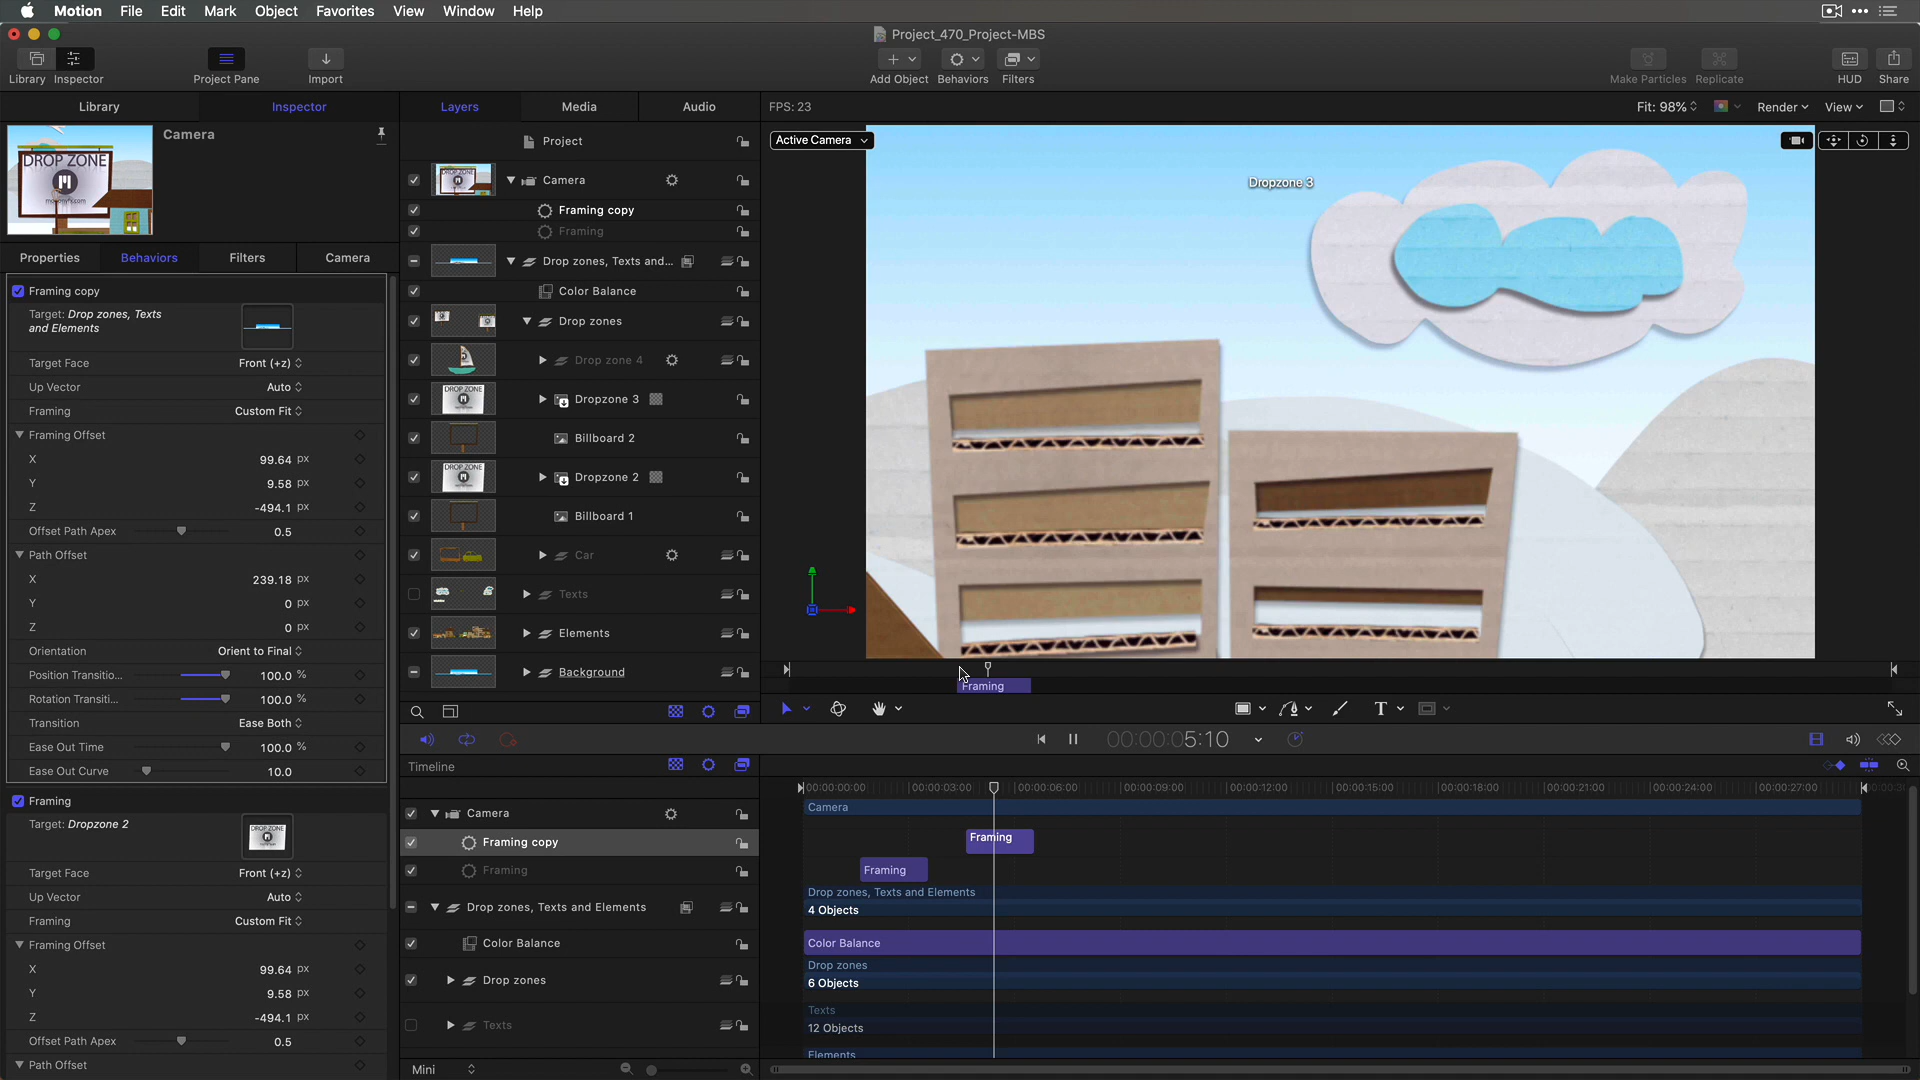 Motion File Edit Mark Object Favorites View Window Help
Project_470_Project-MBS
Library Inspector Project Pane Import Add Object Behaviors Filters Make Particles Replicate HUD Share
Library Inspector Layers Media Audio FPS: 23 Fit: 98% Render View
Camera
DROP ZONE
Active Camera
Dropzone 3
Properties Behaviors Filters Camera
Framing copy
Target: Drop zones, Texts
and Elements
Target Face Front (+z)
Up Vector Auto
Framing Custom Fit
Framing Offset
X 99.64 px
Y 9.58 px
Z -494.1 px
Offset Path Apex 0.5
Path Offset
X 239.18 px
Y 0 px
Z 0 px
Orientation Orient to Final
Position Transitio... 100.0 %
Rotation Transiti... 100.0 %
Transition Ease Both
Ease Out Time 100.0 %
Ease Out Curve 10.0
Framing
Target: Dropzone 2
DROP ZONE
Target Face Front (+z)
Up Vector Auto
Framing Custom Fit
Framing Offset
X 99.64 px
Y 9.58 px
Z -494.1 px
Offset Path Apex 0.5
Path Offset
Project
Camera
Framing copy
Framing
Drop zones, Texts and...
Color Balance
Drop zones
Drop zone 4
DROP ZONE
Dropzone 3
Billboard 2
DROP ZONE
Dropzone 2
Billboard 1
Car
Texts
Elements
Background
Framing
T
00:00:00:05:10
Timeline
00:00:00:00 00:00:03:00 00:00:06:00 00:00:09:00 00:00:12:00 00:00:15:00 00:00:18:00 00:00:21:00 00:00:24:00 00:00:27:00
Camera Camera
Framing copy Framing
Framing Framing
Drop zones, Texts and Elements
Drop zones, Texts and Elements 4 Objects
Color Balance Color Balance
Drop zones
Drop zones 6 Objects
Texts
Texts 12 Objects
Elements
Mini